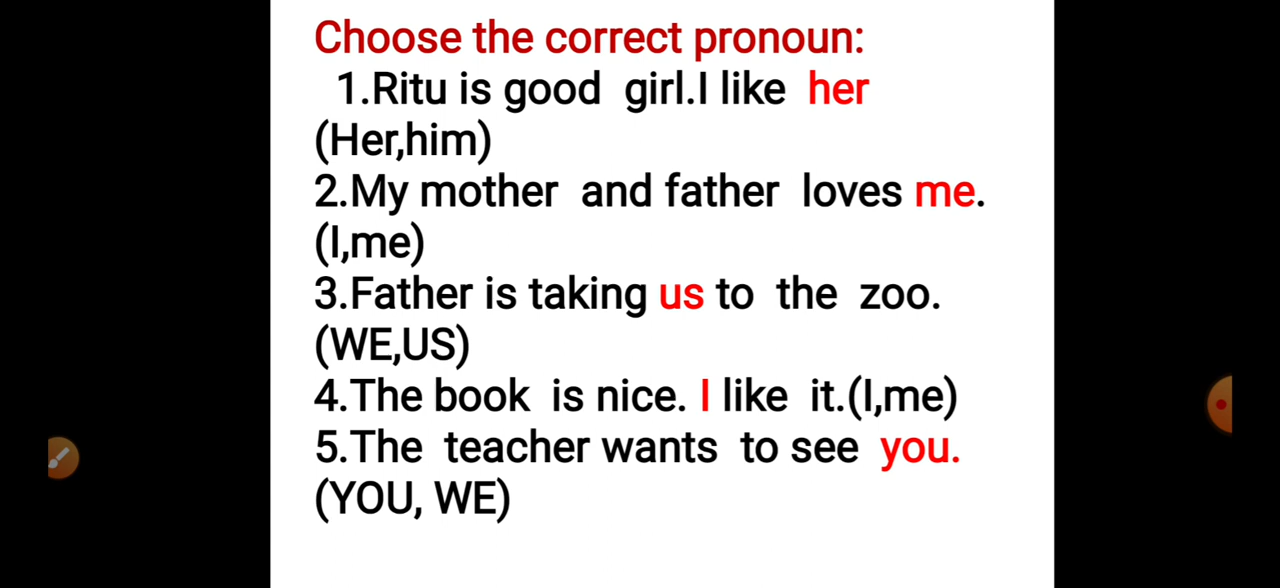 Choose the correct pronoun:
1.Ritu is good girl.I like her
(Her,him)
2.My mother and father loves me.
(I,me)
3.Father is taking us to the zoo.
(WE,US)
4.The book is nice. I like it.(I,me)
5.The teacher wants to see you.
(YOU, WE)